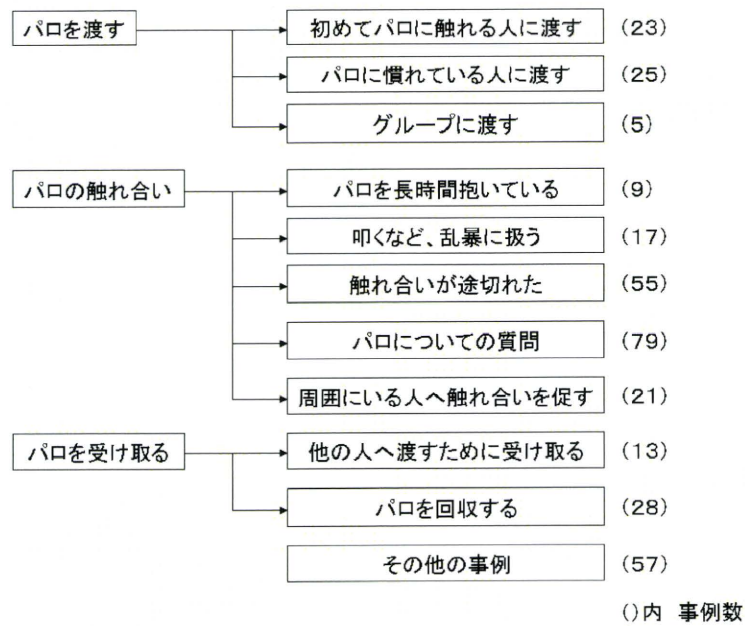 パロを渡す
初めてパロに触れる人に渡す (23)
パロに慣れている人に渡す (25)
グループに渡す (5)
パロの触れ合い
パロを長時間抱いている (9)
叩くなど、乱暴に扱う (17)
触れ合いが途切れた (55)
パロについての質問 (79)
周囲にいる人へ触れ合いを促す (21)
パロを受け取る
他の人へ渡すために受け取る (13)
パロを回収する (28)
その他の事例 (57)
()内 事例数